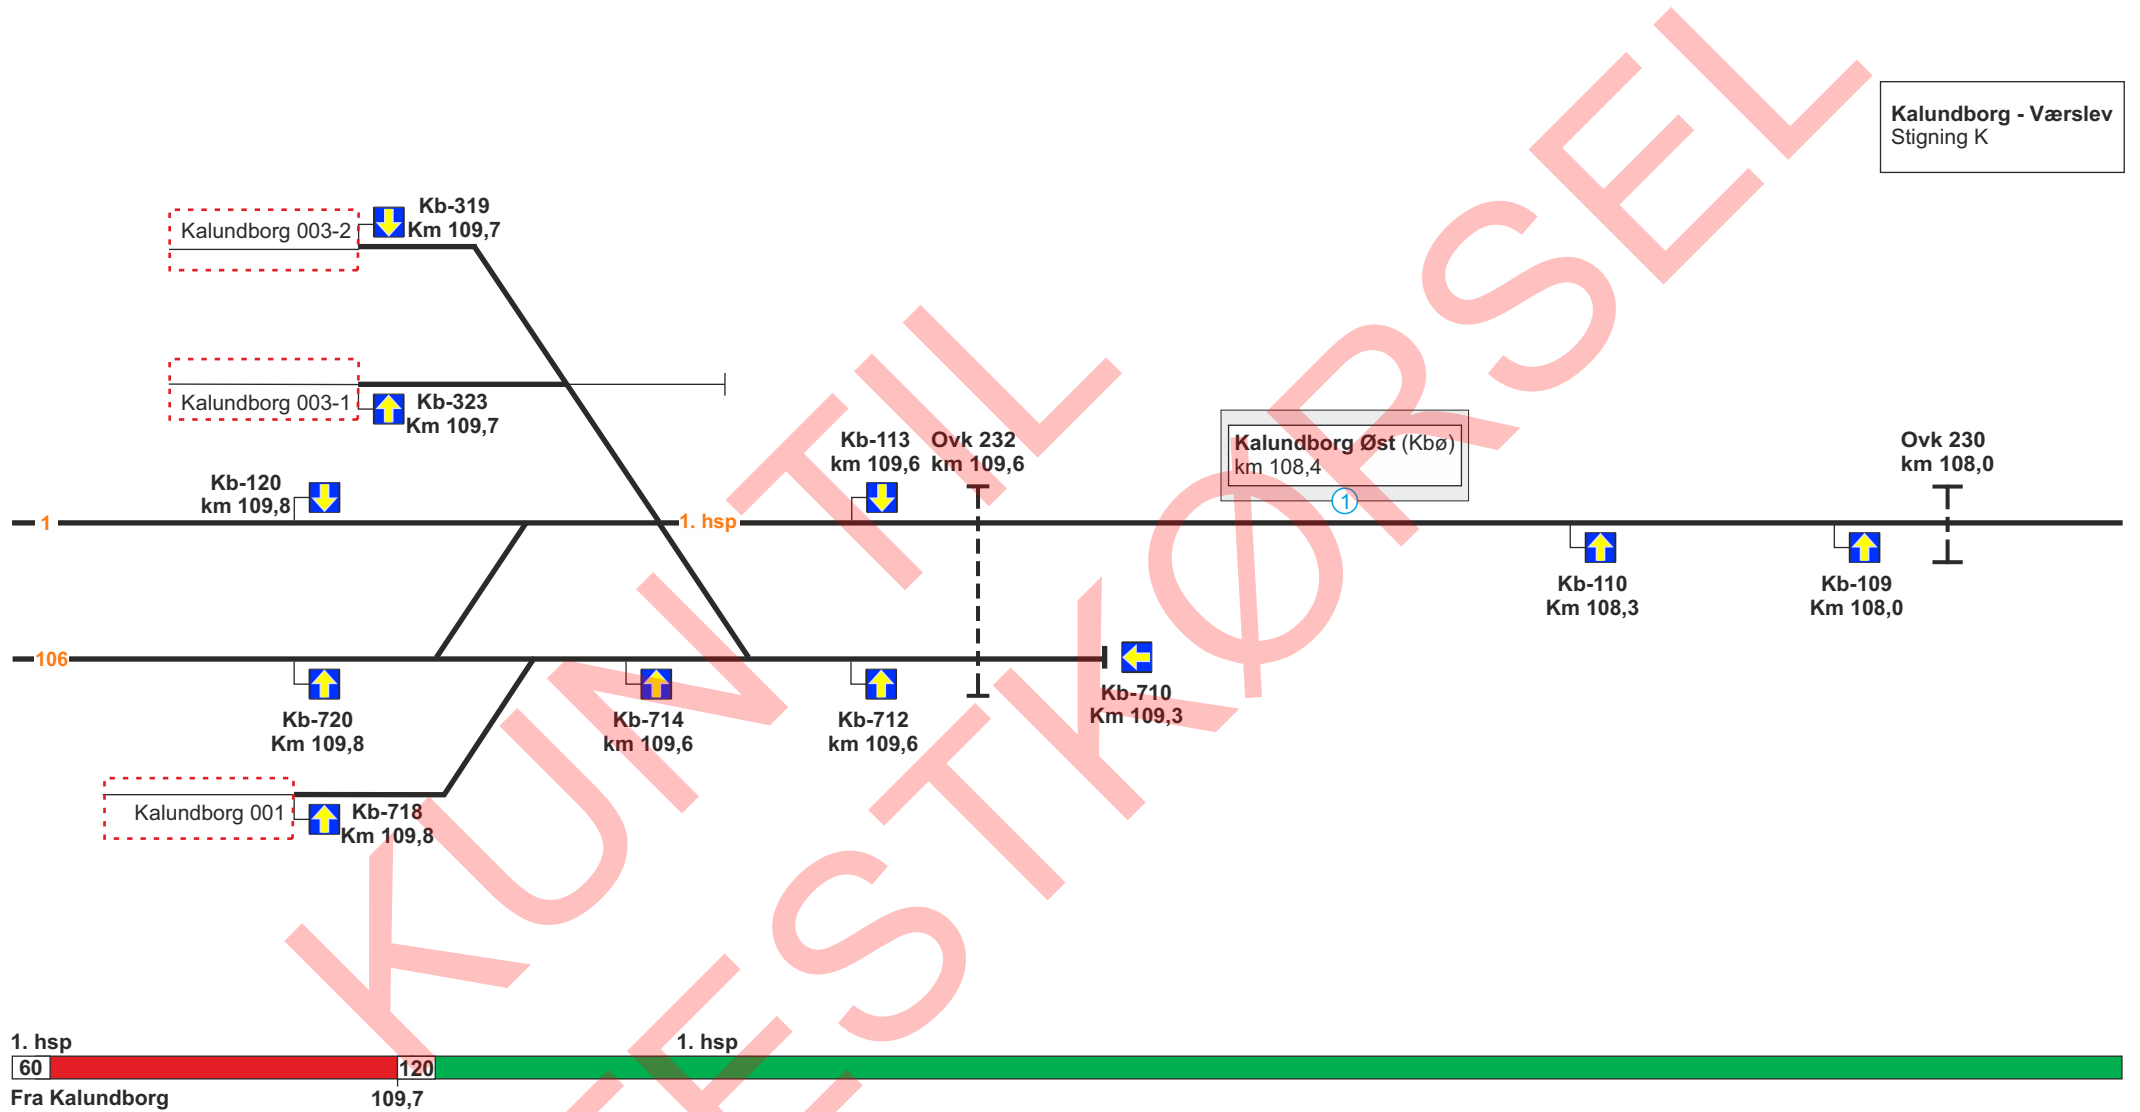 Kalundborg - Værslev
Stigning K
Kb-319
Km 109,7
Kalundborg 003-2
Kalundborg 003-1
Kb-323
Km 109,7
Kb-113
km 109,6
Ovk 232
km 109,6
Kalundborg Øst (Kbø)
km 108,4
1
Ovk 230
km 108,0
Kb-120
km 109,8
1
1. hsp
Kb-110
Km 108,3
Kb-109
Km 108,0
106
Kb-720
Km 109,8
Kb-714
km 109,6
Kb-712
km 109,6
Kb-710
Km 109,3
Kalundborg 001
Kb-718
Km 109,8
KUN TIL
TESTKØRSEL
1. hsp
1. hsp
60
120
Fra Kalundborg
109,7